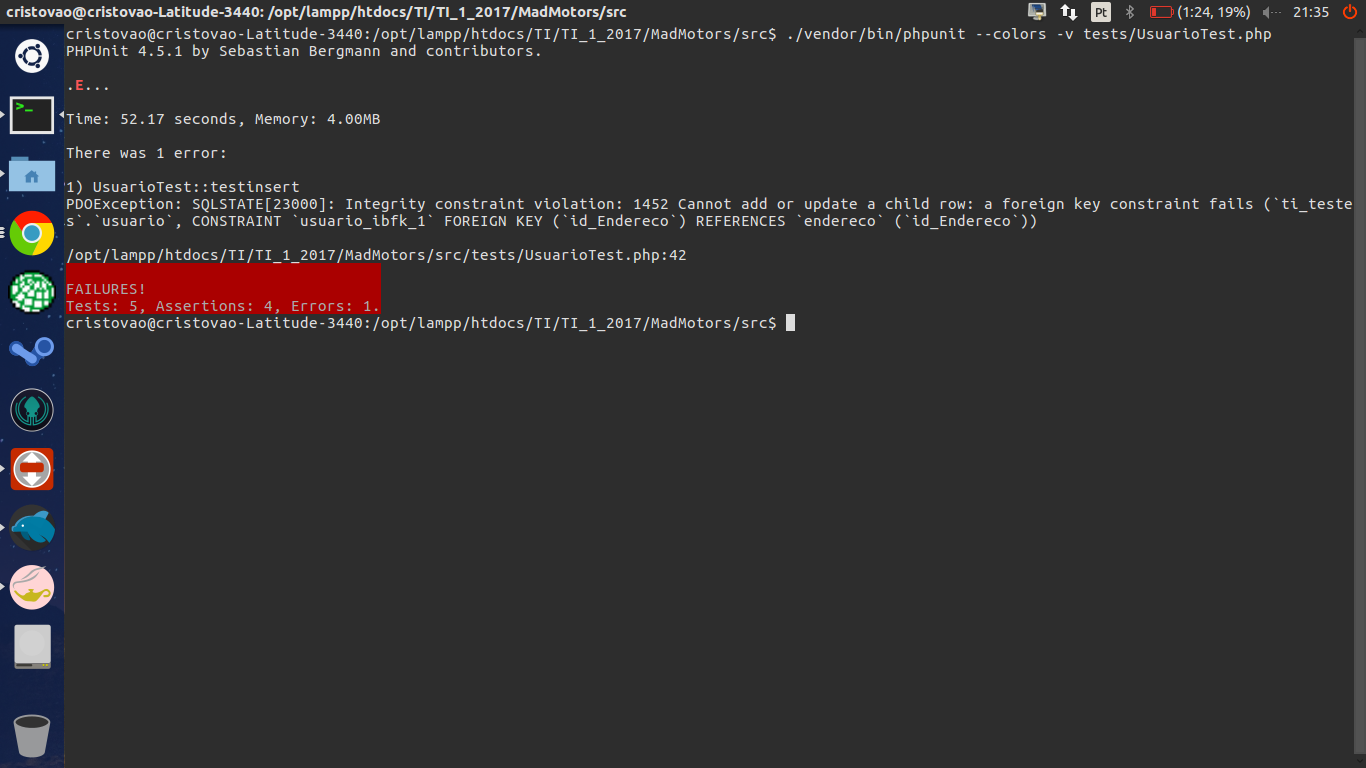 cristovao@cristovao-Latitude-3440: /opt/lampp/htdocs/TI/TI_1_2017/MadMotors/src
Pt
(1:24, 19%)
21:35
cristovao@cristovao-Latitude-3440:/opt/lampp/htdocs/TI/TI_1_2017/MadMotors/src$ ./vendor/bin/phpunit --colors -v tests/UsuarioTest.php
PHPUnit 4.5.1 by Sebastian Bergmann and contributors.
.E...
Time: 52.17 seconds, Memory: 4.00MB
There was 1 error:
1) UsuarioTest::testinsert
PDOException: SQLSTATE[23000]: Integrity constraint violation: 1452 Cannot add or update a child row: a foreign key constraint fails (`ti_teste
s`.`usuario`, CONSTRAINT `usuario_ibfk_1` FOREIGN KEY (`id_Endereco`) REFERENCES `endereco` (`id_Endereco`))
/opt/lampp/htdocs/TI/TI_1_2017/MadMotors/src/tests/UsuarioTest.php:42
FAILURES!
Tests: 5, Assertions: 4, Errors: 1.
cristovao@cristovao-Latitude-3440:/opt/lampp/htdocs/TI/TI_1_2017/MadMotors/src$
>_